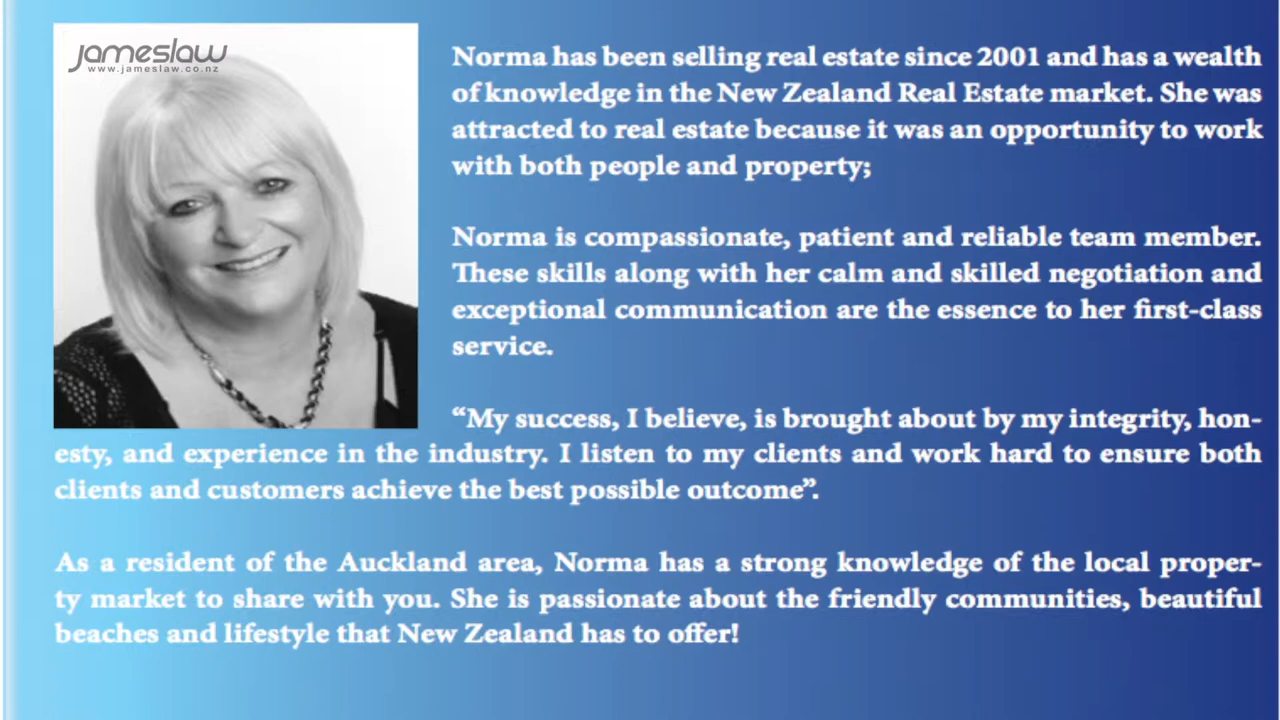 jameslaw
www.jameslaw.co.nz
Norma has been selling real estate since 2001 and has a wealth
of knowledge in the New Zealand Real Estate market. She was
attracted to real estate because it was an opportunity to work
with both people and property;
Norma is compassionate, patient and reliable team member.
These skills along with her calm and skilled negotiation and
exceptional communication are the essence to her first-class
service.
“My success, I believe, is brought about by my integrity, hon-
esty, and experience in the industry. I listen to my clients and work hard to ensure both
clients and customers achieve the best possible outcome”.
As a resident of the Auckland area, Norma has a strong knowledge of the local proper-
ty market to share with you. She is passionate about the friendly communities, beautiful
beaches and lifestyle that New Zealand has to offer!